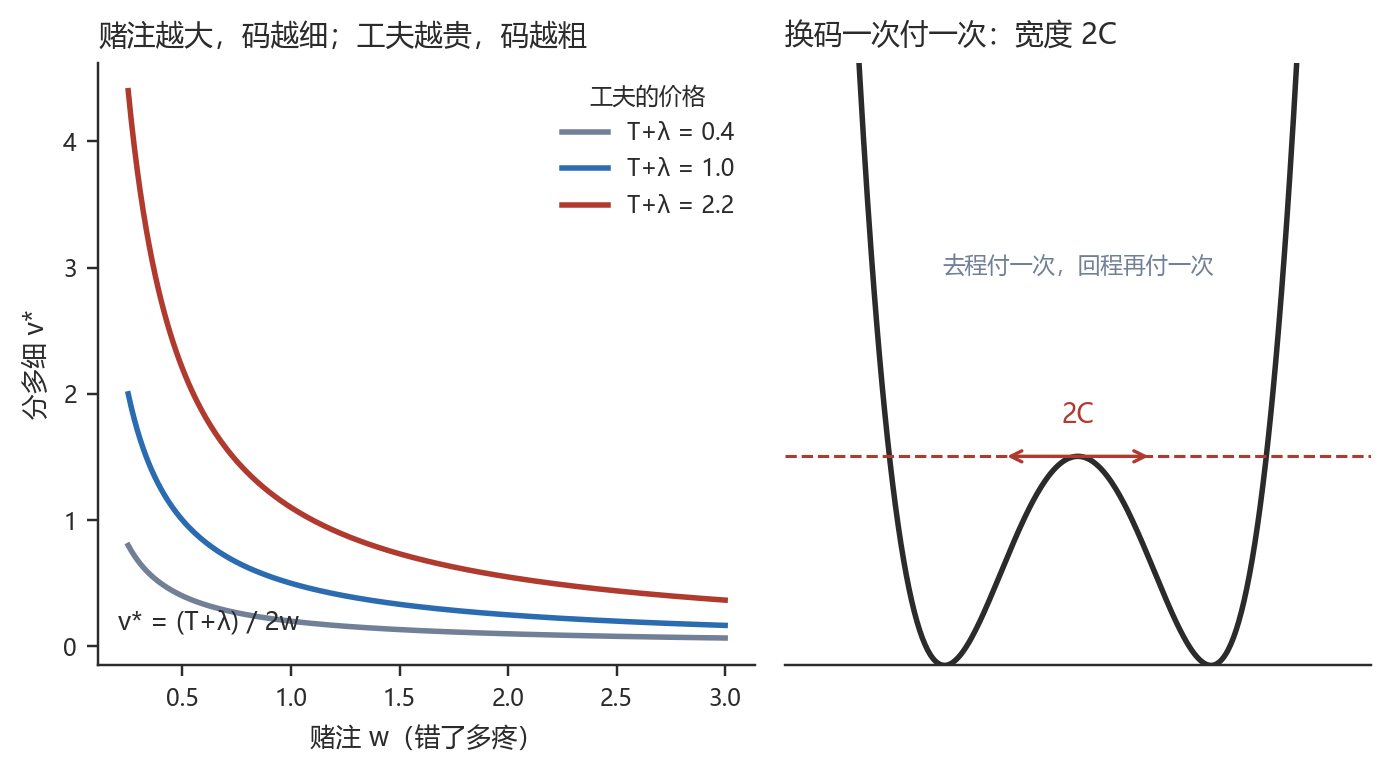 赌注越大，码越细；工夫越贵，码越粗
工夫的价格
T+λ = 0.4
T+λ = 1.0
T+λ = 2.2
分多细 v*
4
3
2
1
0
v* = (T+λ) / 2w
0.5
1.0
1.5
2.0
2.5
3.0
赌注 w（错了多疼）
换码一次付一次：宽度 2C
去程付一次，回程再付一次
2C